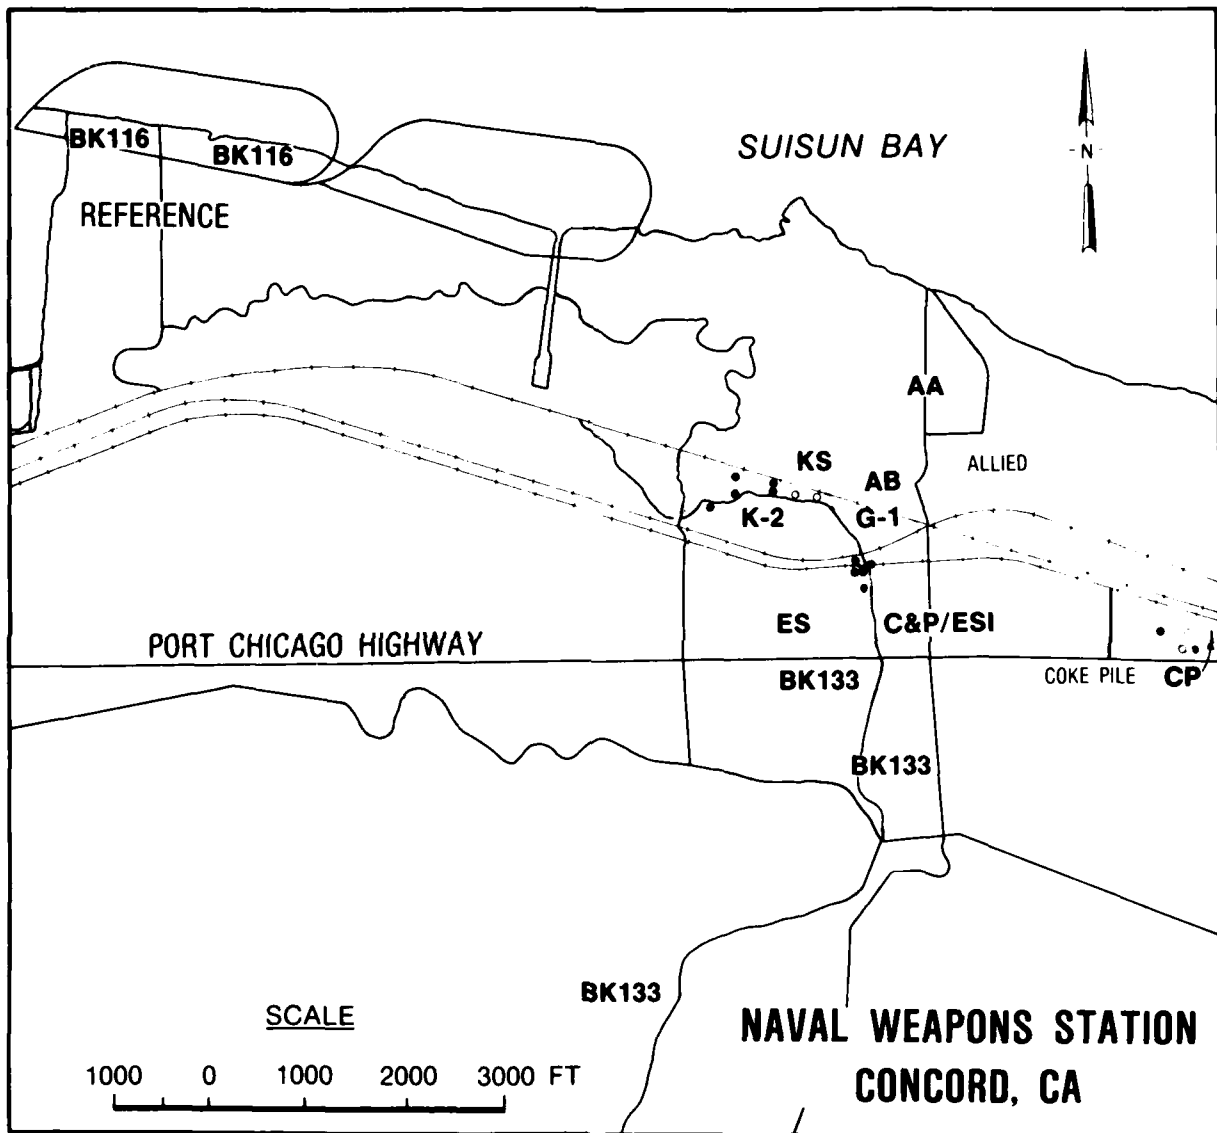 BK116
BK116
SUISUN BAY
N
REFERENCE
AA
KS
AB
ALLIED
K-2
G-1
ES
C&P/ESI
PORT CHICAGO HIGHWAY
BK133
COKE PILE
CP
BK133
BK133
SCALE
1000 0 1000 2000 3000 FT
NAVAL WEAPONS STATION
CONCORD, CA